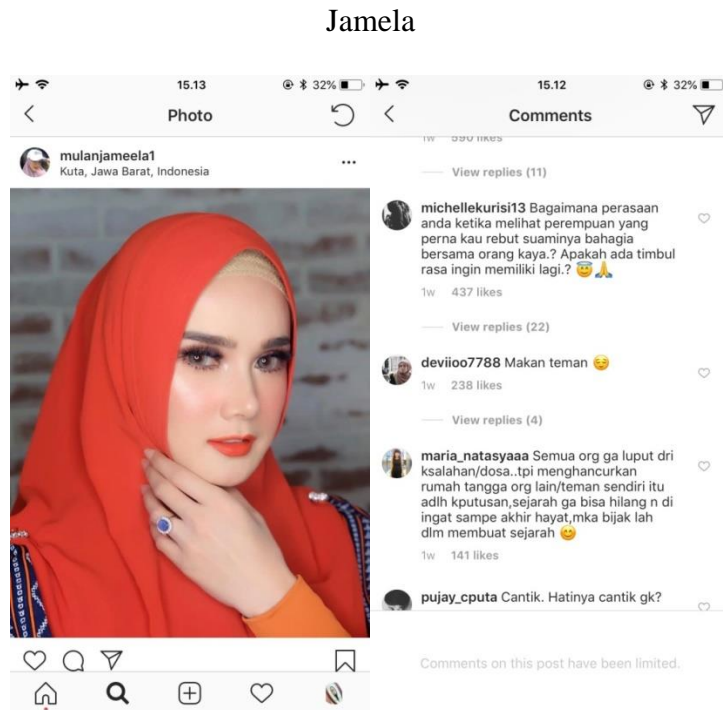 Jamela
15.13
32%
Photo
mulanjameela1
Kuta, Jawa Barat, Indonesia
15.12
32%
Comments
1w 590 likes
View replies (11)
michellekurisi13 Bagaimana perasaan
anda ketika melihat perempuan yang
perna kau rebut suaminya bahagia
bersama orang kaya.? Apakah ada timbul
rasa ingin memiliki lagi.? 😇🙏
1w 437 likes
View replies (22)
deviioo7788 Makan teman 😌
1w 238 likes
View replies (4)
maria_natasyaaa Semua org ga luput dri
ksalahan/dosa..tpi menghancurkan
rumah tangga org lain/teman sendiri itu
adlh kputusan,sejarah ga bisa hilang n di
ingat sampe akhir hayat,mka bijak lah
dlm membuat sejarah 😊
1w 141 likes
pujay_cputa Cantik. Hatinya cantik gk?
Comments on this post have been limited.